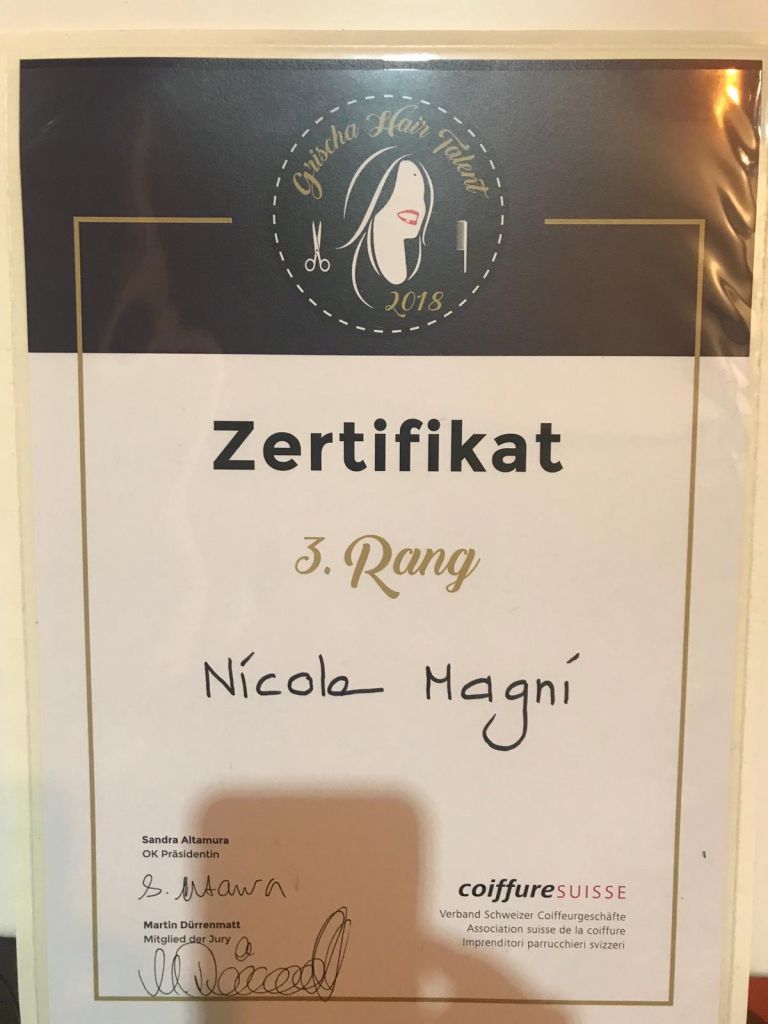 Grischa Hair Talent
2018
Zertifikat
3. Rang
Nicole Magni
Sandra Altamura
OK Präsidentin
Martin Dürrenmatt
Mitglied der Jury
coiffureSUISSE
Verband Schweizer Coiffeurgeschäfte
Association suisse de la coiffure
Imprenditori parrucchieri svizzeri